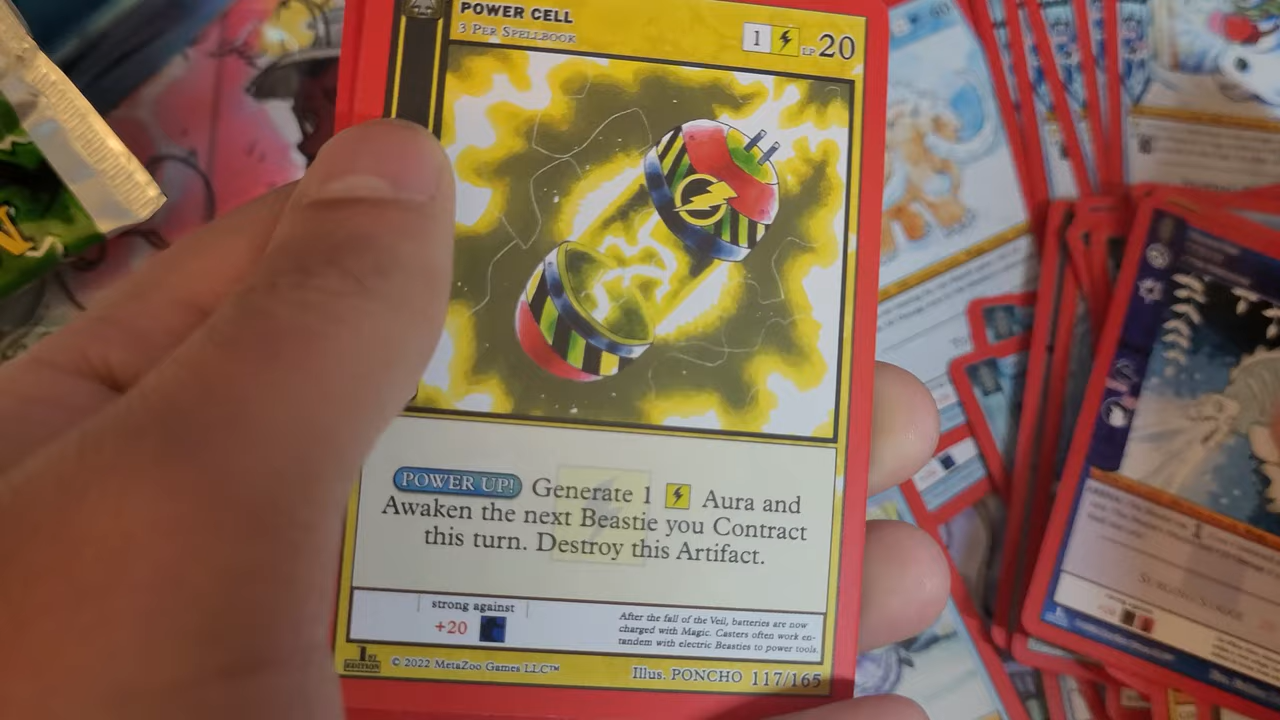 POWER CELL
3 PER SPELLBOOK
1 LP 20
POWER UP! Generate 1 Aura and
Awaken the next Beastie you Contract
this turn. Destroy this Artifact.
strong against
+20
After the fall of the Veil, batteries are now
charged with Magic. Casters often work en-
tandem with electric Beasties to power tools.
1ST EDITION
© 2022 MetaZoo Games LLC™
Illus. PONCHO 117/165